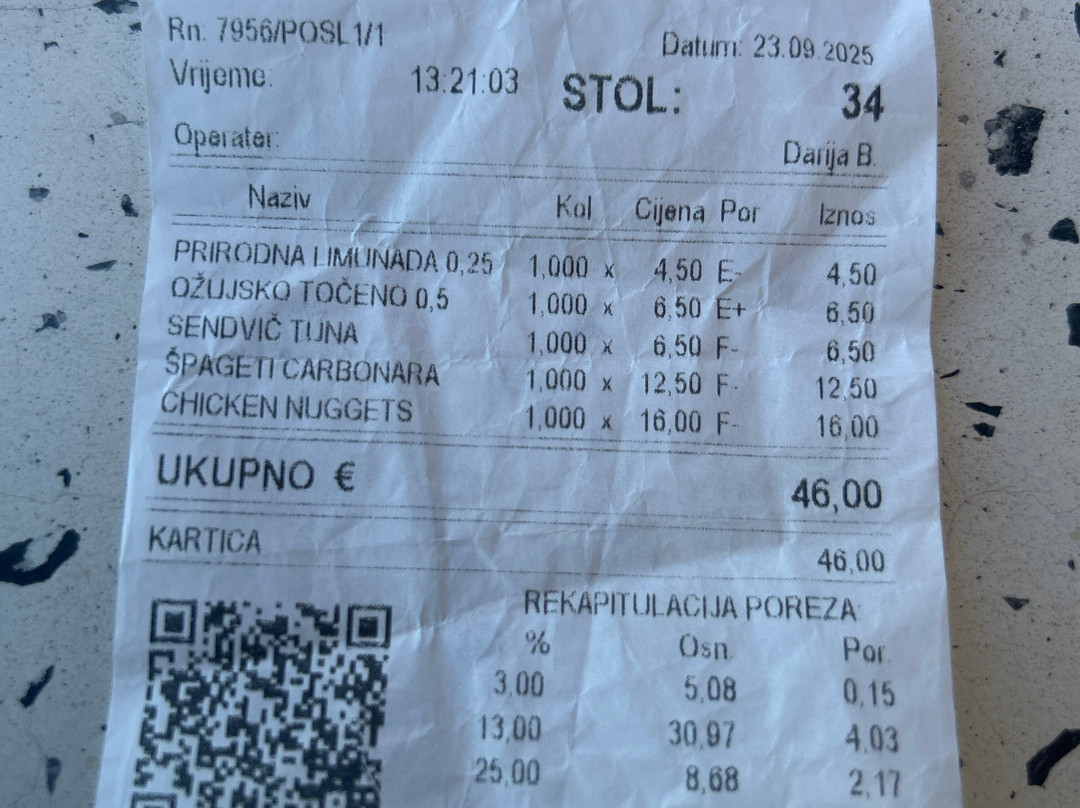 Rn: 7956/POSL1/1 Datum: 23.09.2025
Vrijeme: 13:21:03 STOL: 34
Operater: Darija B.
Naziv Kol Cijena Por Iznos
PRIRODNA LIMUNADA 0,25 1,000 x 4,50 E- 4,50
OŽUJSKO TOČENO 0,5 1,000 x 6,50 E+ 6,50
SENDVIČ TUNA 1,000 x 6,50 F- 6,50
ŠPAGETI CARBONARA 1,000 x 12,50 F- 12,50
CHICKEN NUGGETS 1,000 x 16,00 F- 16,00
UKUPNO € 46,00
KARTICA 46,00
REKAPITULACIJA POREZA
% Osn. Por.
3,00 5,08 0,15
13,00 30,97 4,03
25,00 8,68 2,17